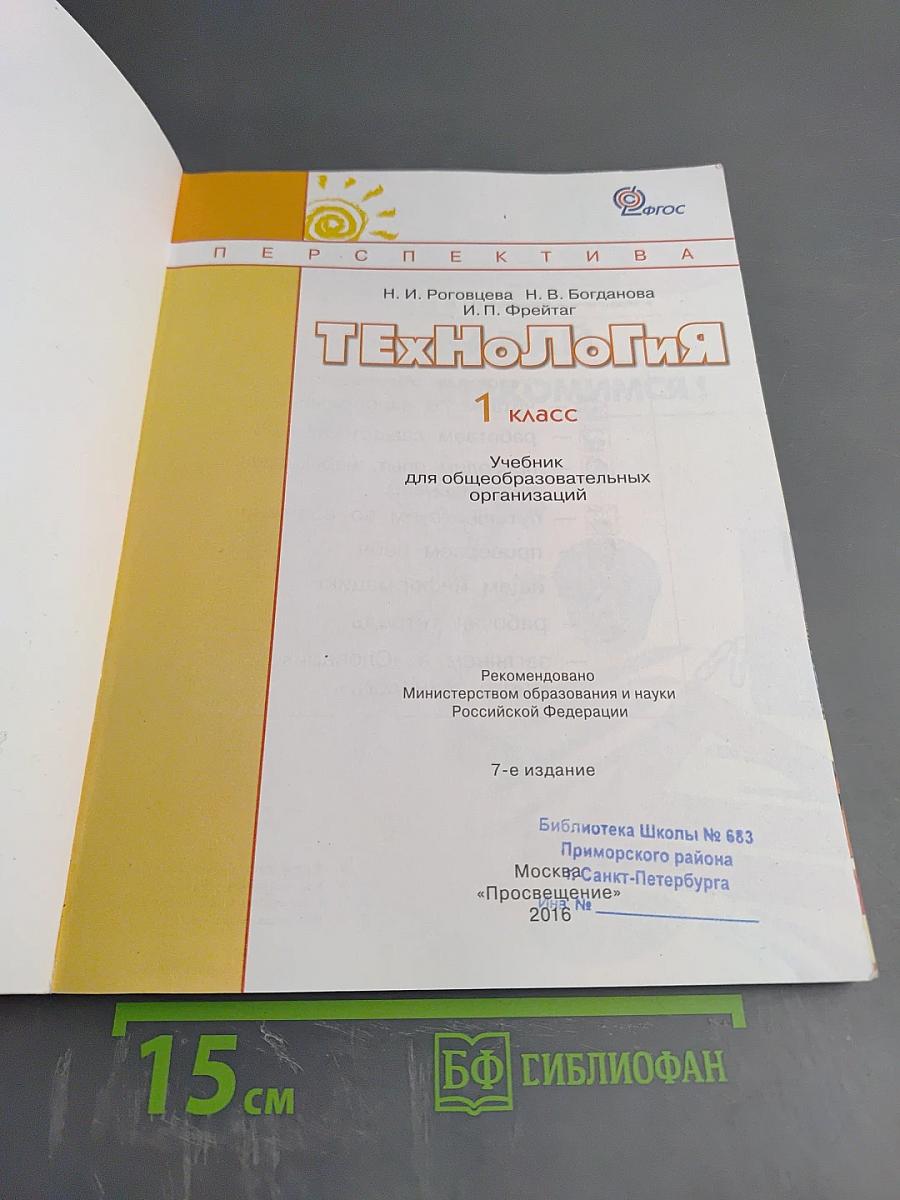 ФГОС
ПЕРСПЕКТИВА
Н. И. Роговцева Н. В. Богданова
И. П. Фрейтаг
ТЕхНоЛоГиЯ
1 класс
Учебник
для общеобразовательных
организаций
Рекомендовано
Министерством образования и науки
Российской Федерации
7-е издание
Библиотека Школы № 683
Приморского района
г. Санкт-Петербурга
Инв. №
Москва
«Просвещение»
2016
15 см
БФ БИБЛИОФАН